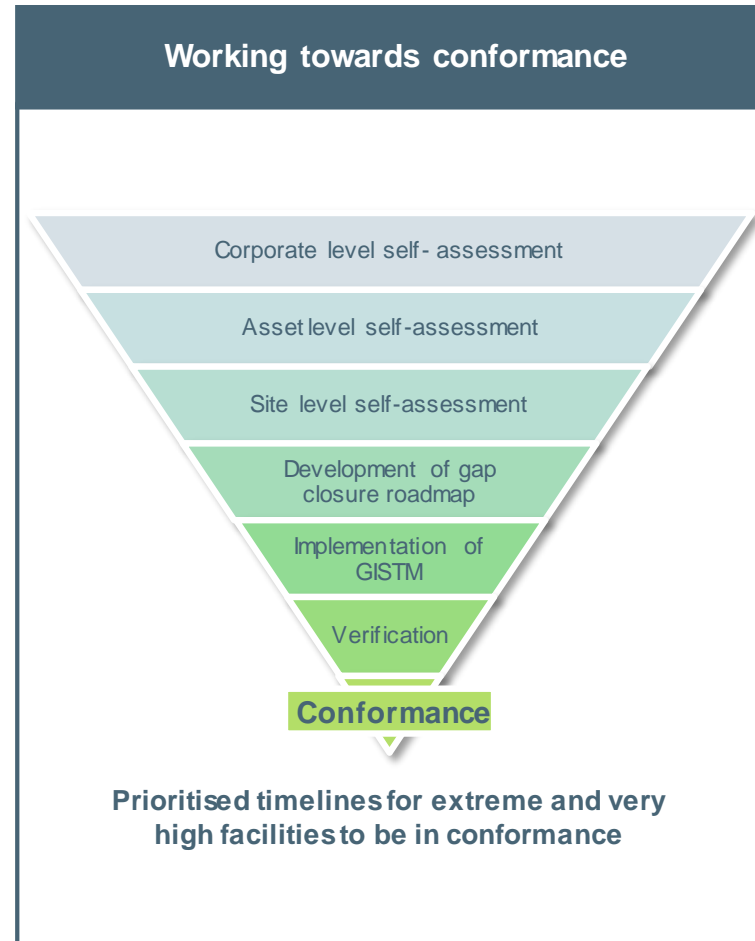 Working towards conformance
Corporate level self- assessment
Asset level self-assessment
Site level self-assessment
Development of gap
closure roadmap
Implementation of
GISTM
Verification
Conformance
Prioritised timelines for extreme and very
high facilities to be in conformance